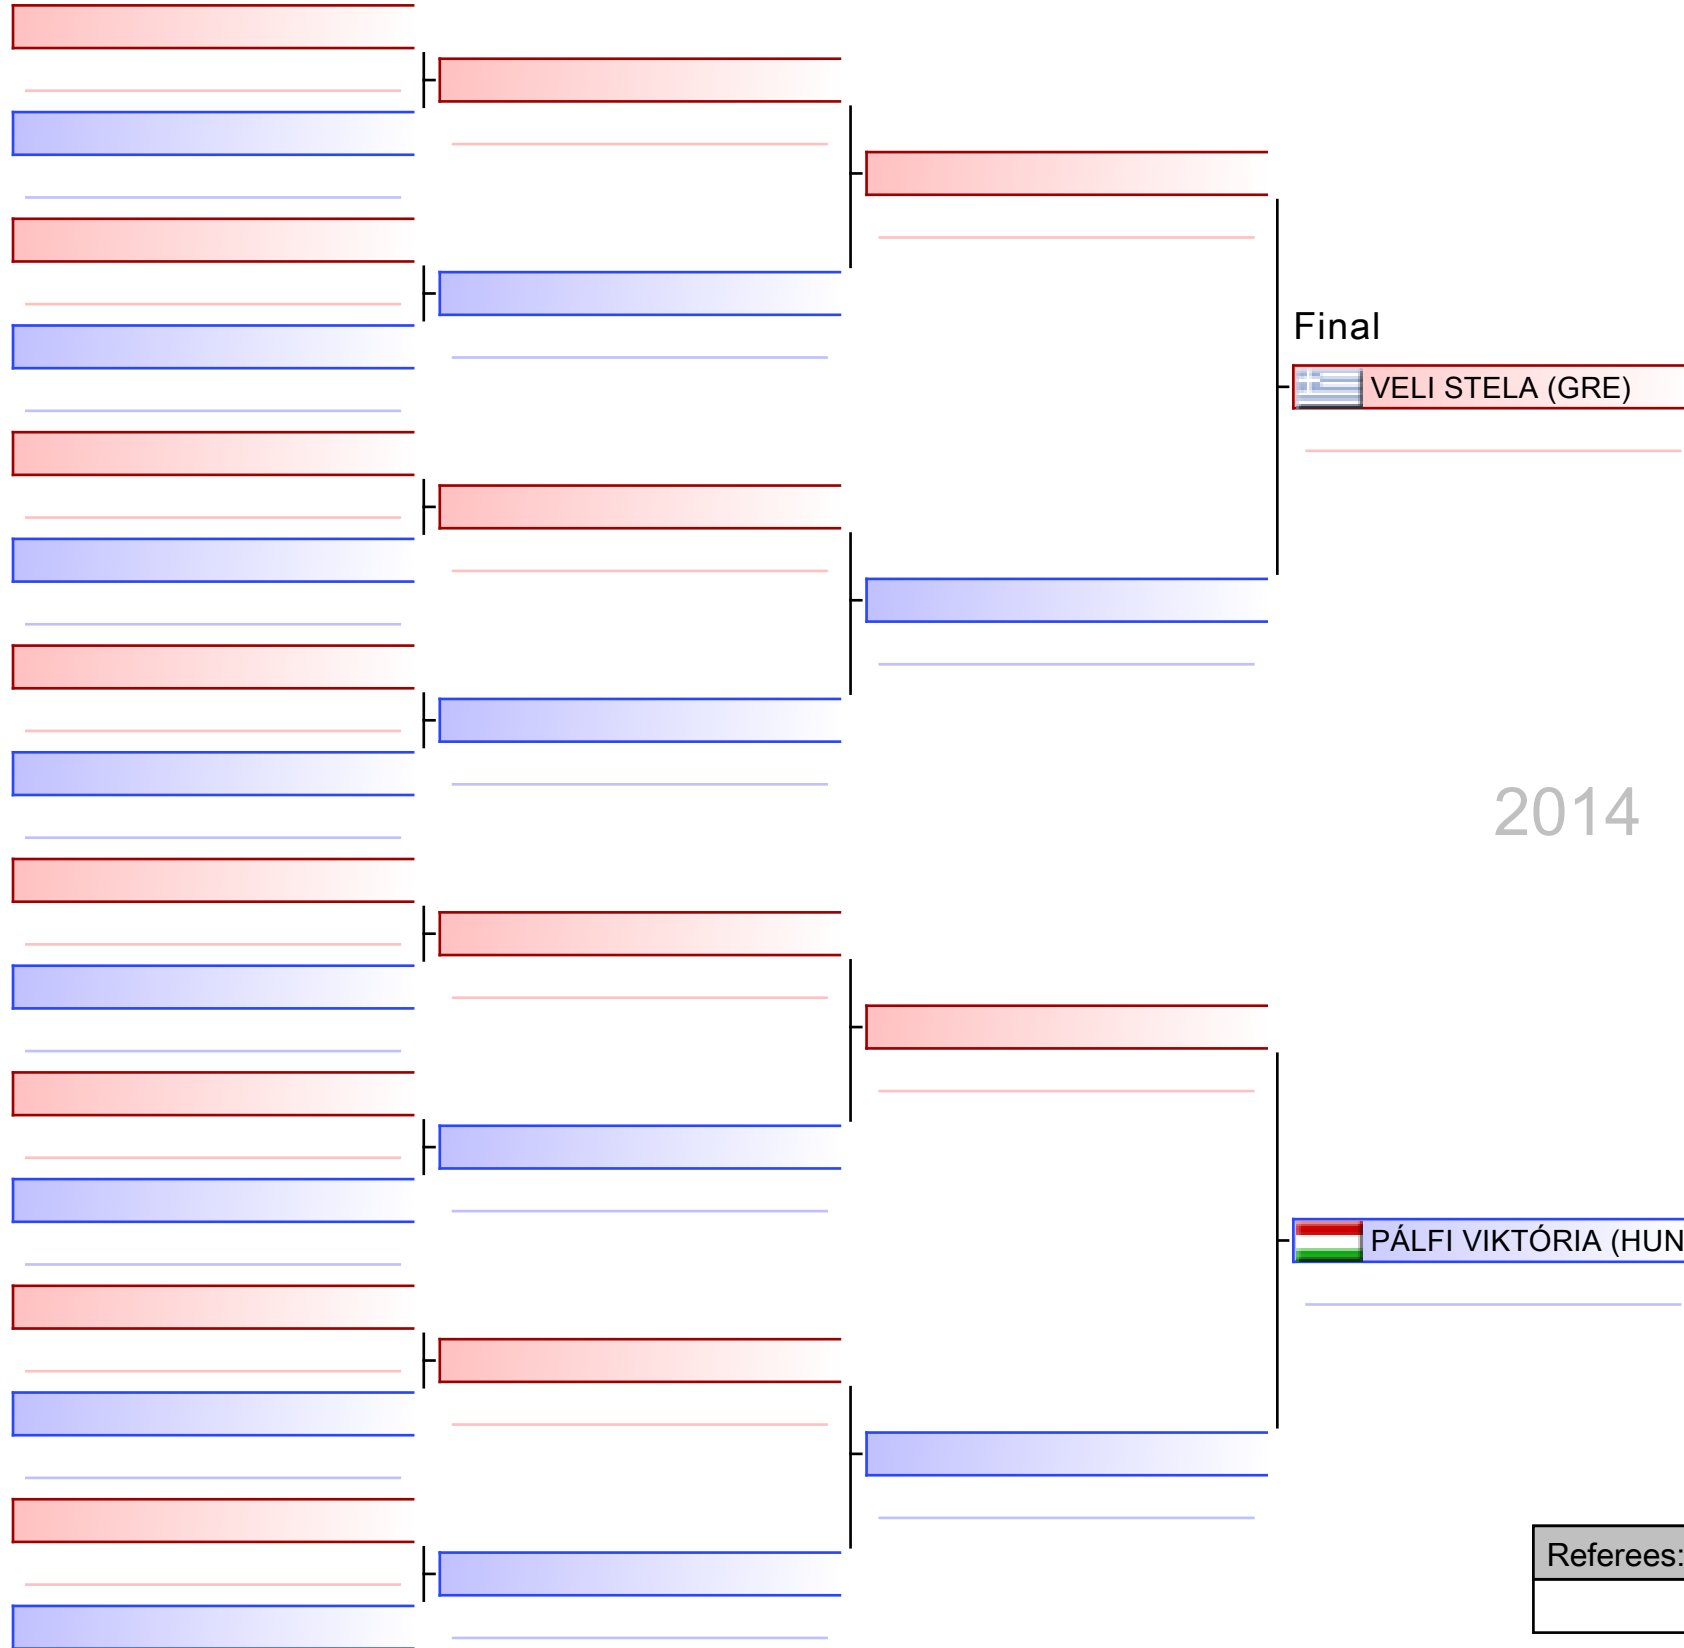 Final
VELI STELA (GRE)
2014
PÁLFI VIKTÓRIA (HUN
Referees: